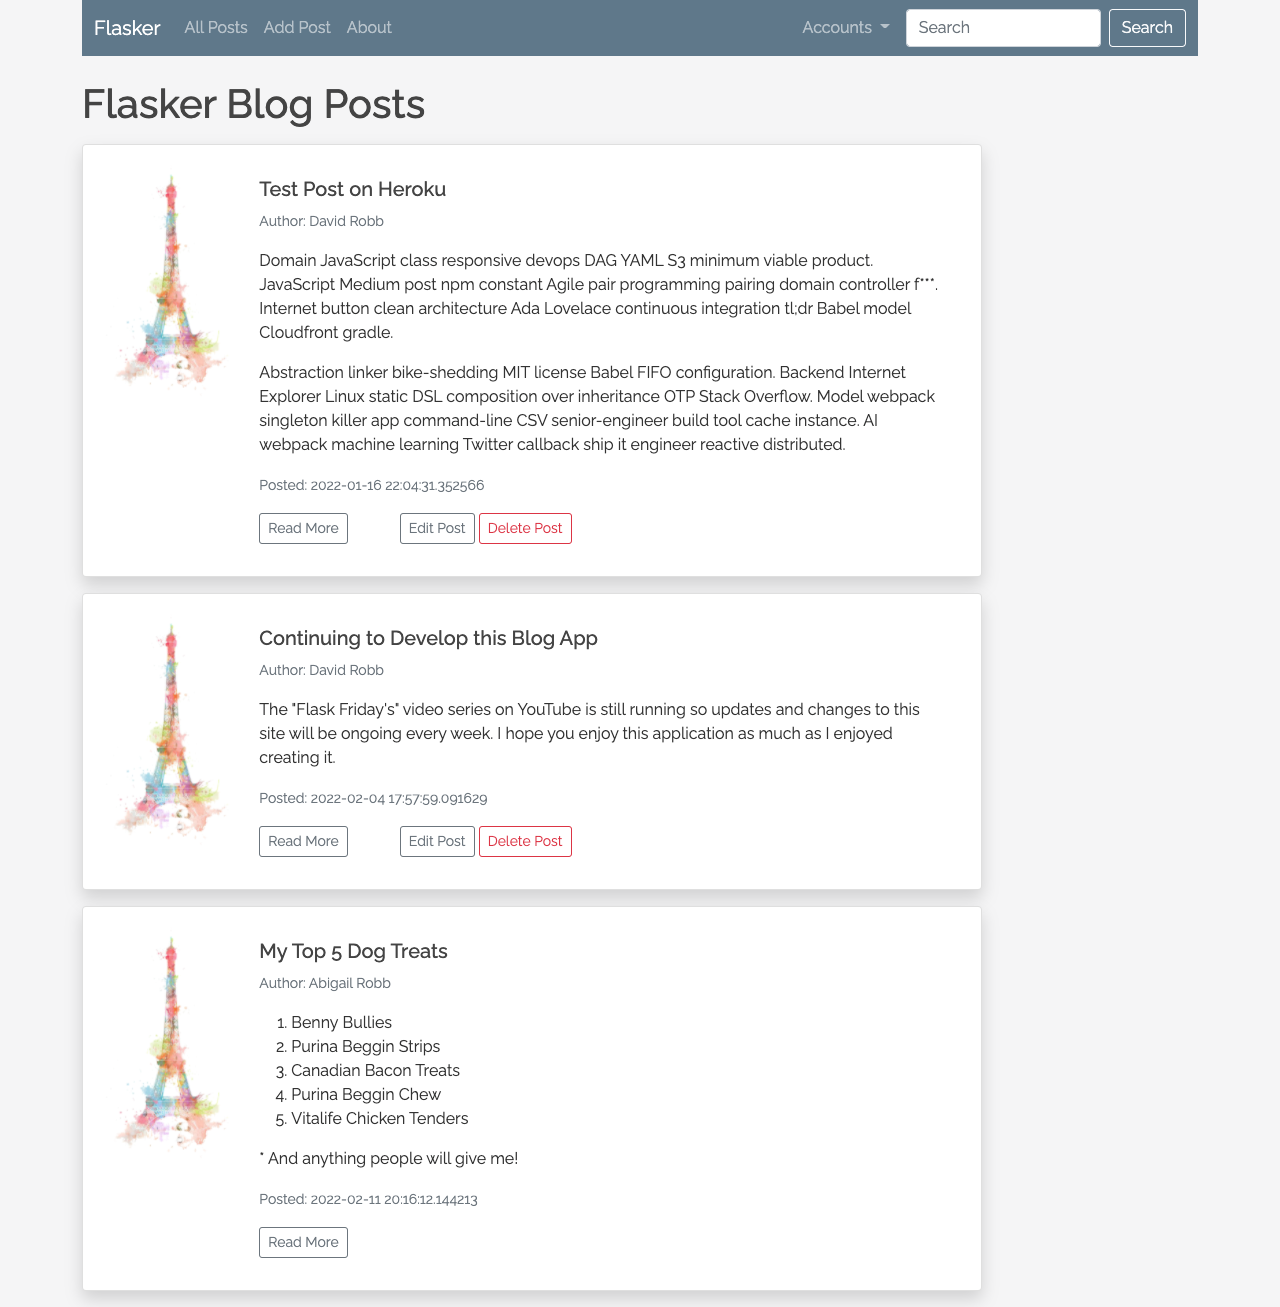 Flasker All Posts Add Post About Accounts Search Search
Flasker Blog Posts
Test Post on Heroku
Author: David Robb
Domain JavaScript class responsive devops DAG YAML S3 minimum viable product.
JavaScript Medium post npm constant Agile pair programming pairing domain controller f***.
Internet button clean architecture Ada Lovelace continuous integration tl;dr Babel model
Cloudfront gradle.
Abstraction linker bike-shedding MIT license Babel FIFO configuration. Backend Internet
Explorer Linux static DSL composition over inheritance OTP Stack Overflow. Model webpack
singleton killer app command-line CSV senior-engineer build tool cache instance. AI
webpack machine learning Twitter callback ship it engineer reactive distributed.
Posted: 2022-01-16 22:04:31.352566
Read More Edit Post Delete Post
Continuing to Develop this Blog App
Author: David Robb
The "Flask Friday's" video series on YouTube is still running so updates and changes to this
site will be ongoing every week. I hope you enjoy this application as much as I enjoyed
creating it.
Posted: 2022-02-04 17:57:59.091629
Read More Edit Post Delete Post
My Top 5 Dog Treats
Author: Abigail Robb
1. Benny Bullies
2. Purina Beggin Strips
3. Canadian Bacon Treats
4. Purina Beggin Chew
5. Vitalife Chicken Tenders
* And anything people will give me!
Posted: 2022-02-11 20:16:12.144213
Read More